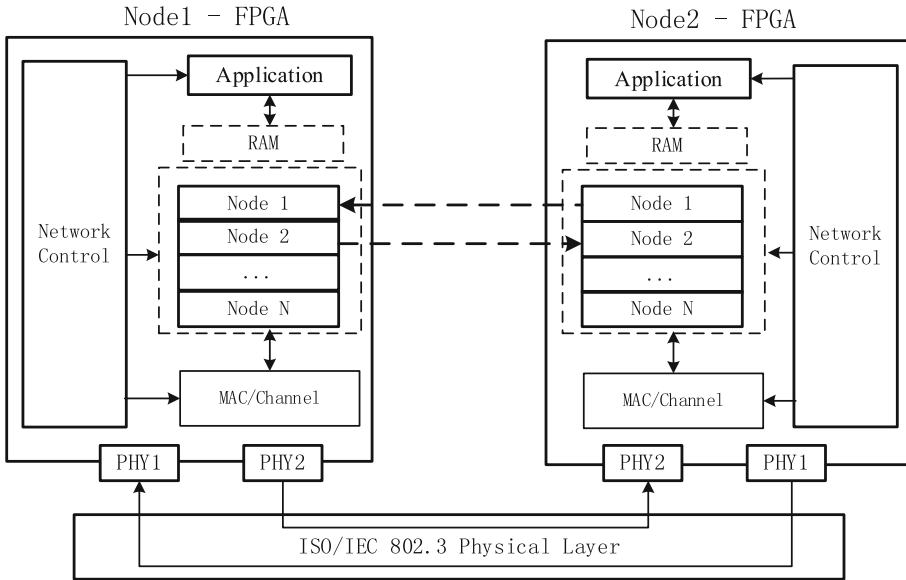 Node1 - FPGA
Application
RAM
Network
Control
Node 1
Node 2
...
Node N
MAC/Channel
PHY1
PHY2
Node2 - FPGA
Application
RAM
Node 1
Node 2
...
Node N
Network
Control
MAC/Channel
PHY2
PHY1
ISO/IEC 802.3 Physical Layer